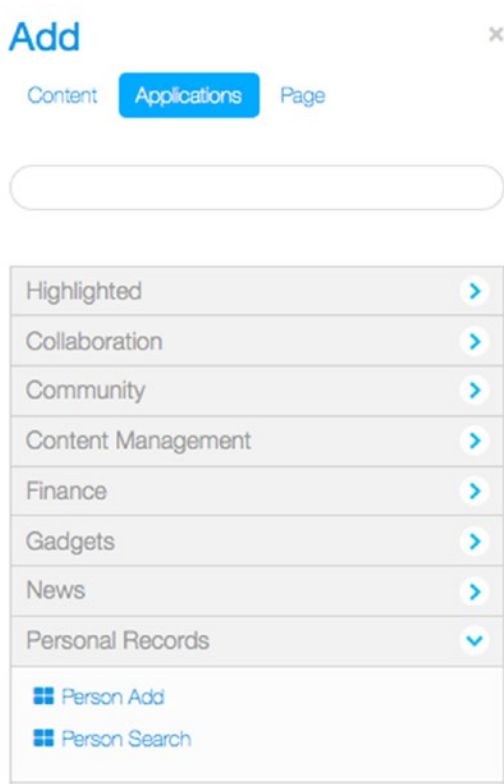 Add
Content Applications Page
Highlighted
Collaboration
Community
Content Management
Finance
Gadgets
News
Personal Records
Person Add
Person Search